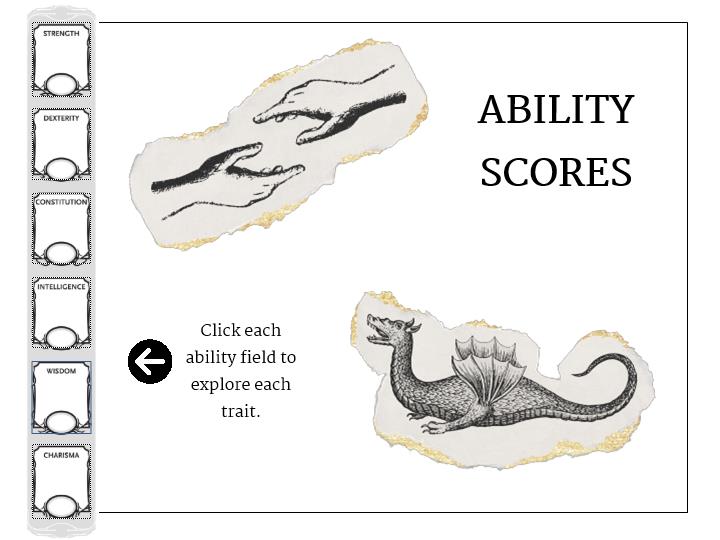 STRENGTH
DEXTERITY
CONSTITUTION
INTELLIGENCE
WISDOM
CHARISMA
ABILITY
SCORES
Click each
ability field to
explore each
trait.